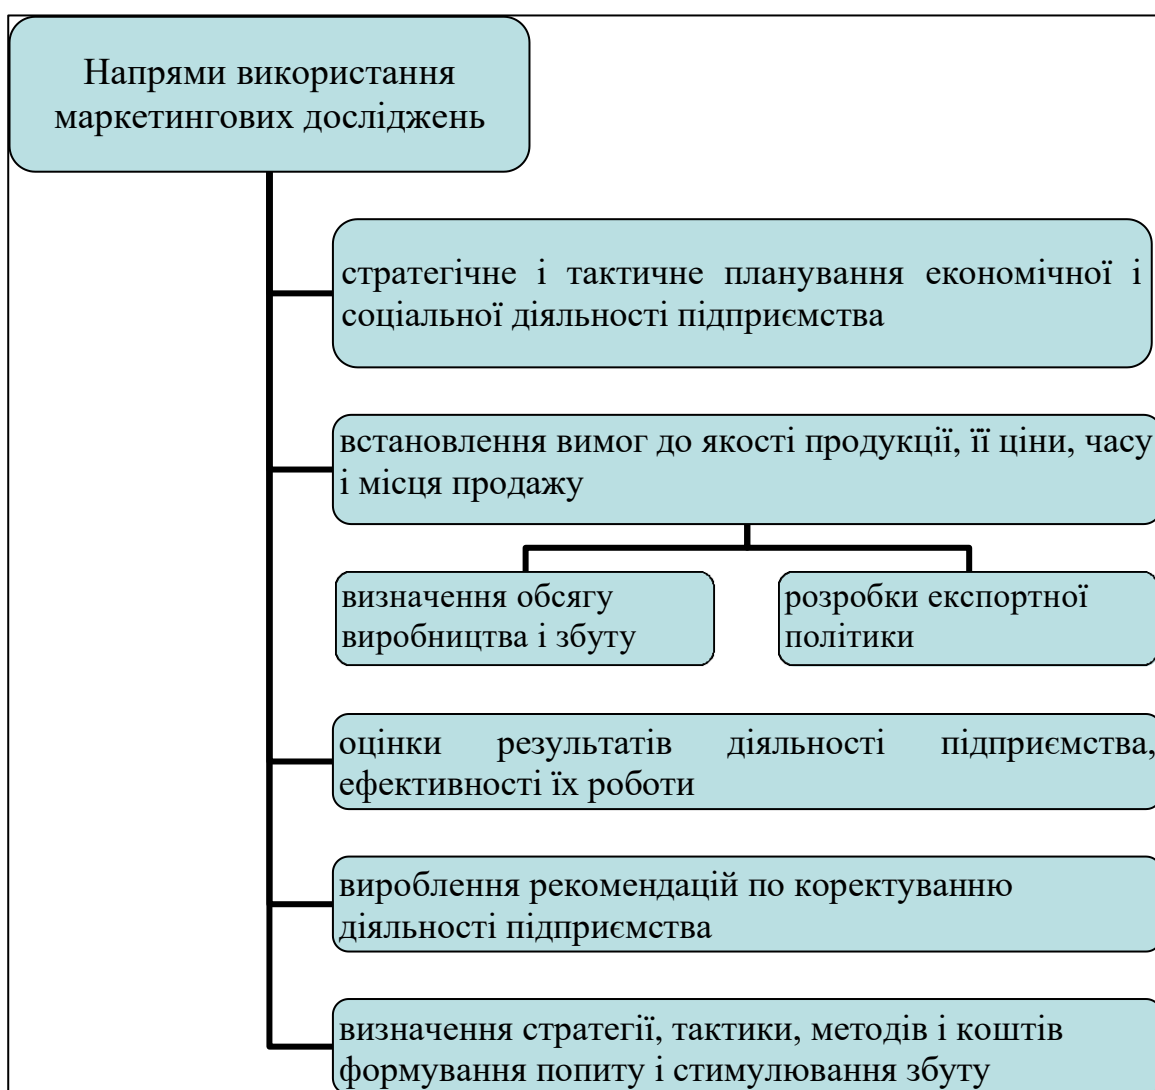 Напрями використання
маркетингових досліджень
стратегічне і тактичне планування економічної і
соціальної діяльності підприємства
встановлення вимог до якості продукції, її ціни, часу
і місця продажу
визначення обсягу
виробництва і збуту
розробки експортної
політики
оцінки результатів діяльності підприємства,
ефективності їх роботи
вироблення рекомендацій по коректуванню
діяльності підприємства
визначення стратегії, тактики, методів і коштів
формування попиту і стимулювання збуту